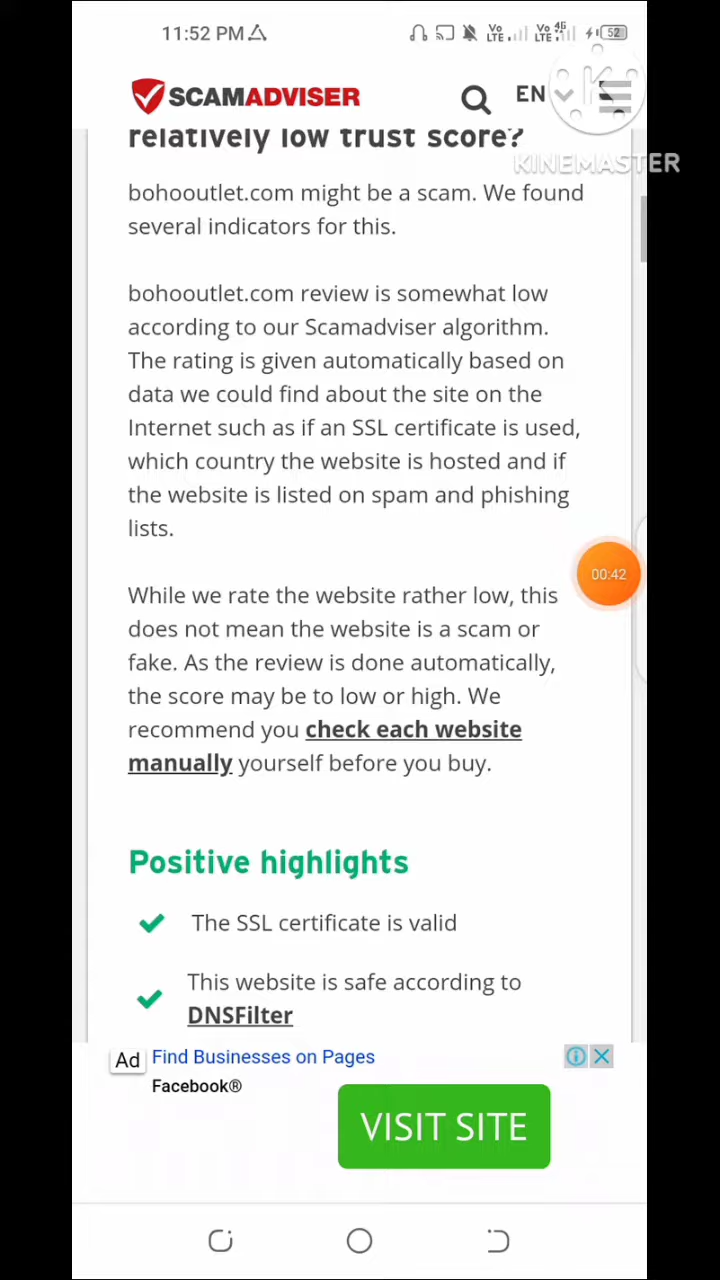 11:52 PM
Vo LTE Vo LTE 4G 52
SCAMADVISER
EN
KINEMASTER
relatively low trust score?
bohooutlet.com might be a scam. We found
several indicators for this.
bohooutlet.com review is somewhat low
according to our Scamadviser algorithm.
The rating is given automatically based on
data we could find about the site on the
Internet such as if an SSL certificate is used,
which country the website is hosted and if
the website is listed on spam and phishing
lists.
00:42
While we rate the website rather low, this
does not mean the website is a scam or
fake. As the review is done automatically,
the score may be to low or high. We
recommend you check each website
manually yourself before you buy.
Positive highlights
The SSL certificate is valid
This website is safe according to
DNSFilter
Ad Find Businesses on Pages
Facebook®
VISIT SITE